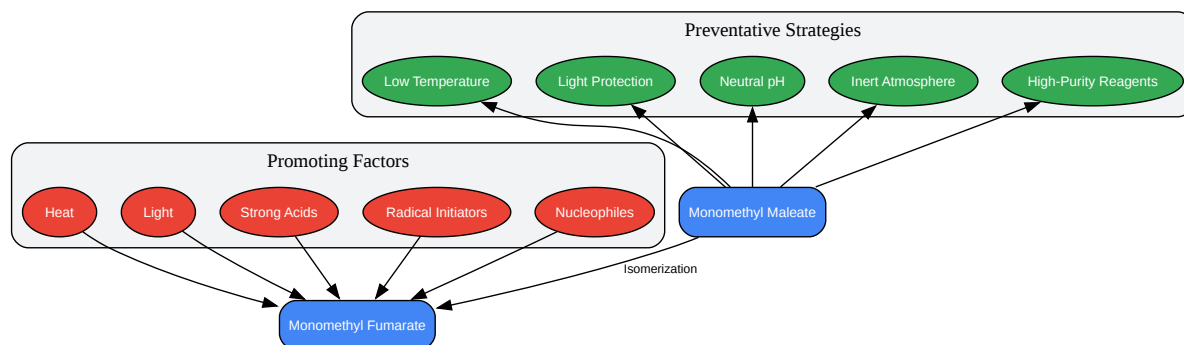 Preventative Strategies
Low Temperature
Light Protection
Neutral pH
Inert Atmosphere
High-Purity Reagents
Promoting Factors
Heat
Light
Strong Acids
Radical Initiators
Nucleophiles
Monomethyl Maleate
Isomerization
Monomethyl Fumarate